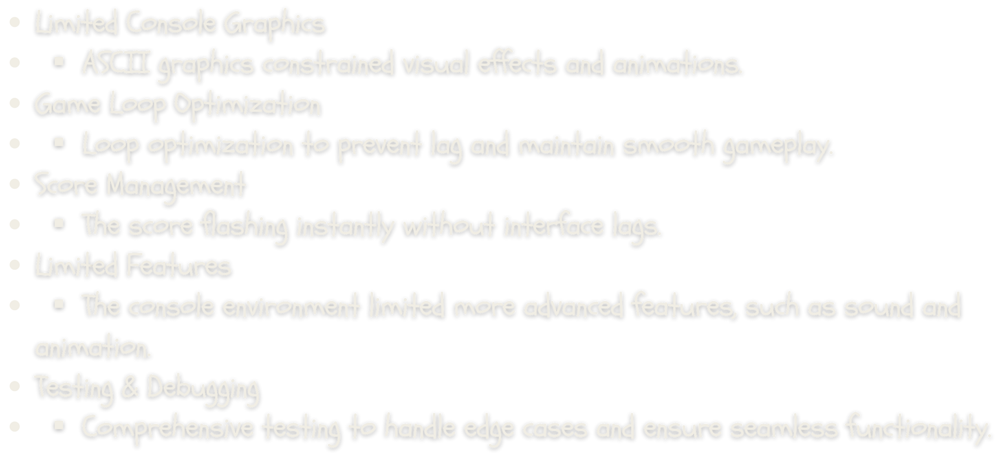 • Limited Console Graphics
• ▪ ASCII graphics constrained visual effects and animations.
• Game Loop Optimization
• ▪ Loop optimization to prevent lag and maintain smooth gameplay.
• Score Management
• ▪ The score flashing instantly without interface lags.
• Limited Features
• ▪ The console environment limited more advanced features, such as sound and
animation.
• Testing & Debugging
• ▪ Comprehensive testing to handle edge cases and ensure seamless functionality.